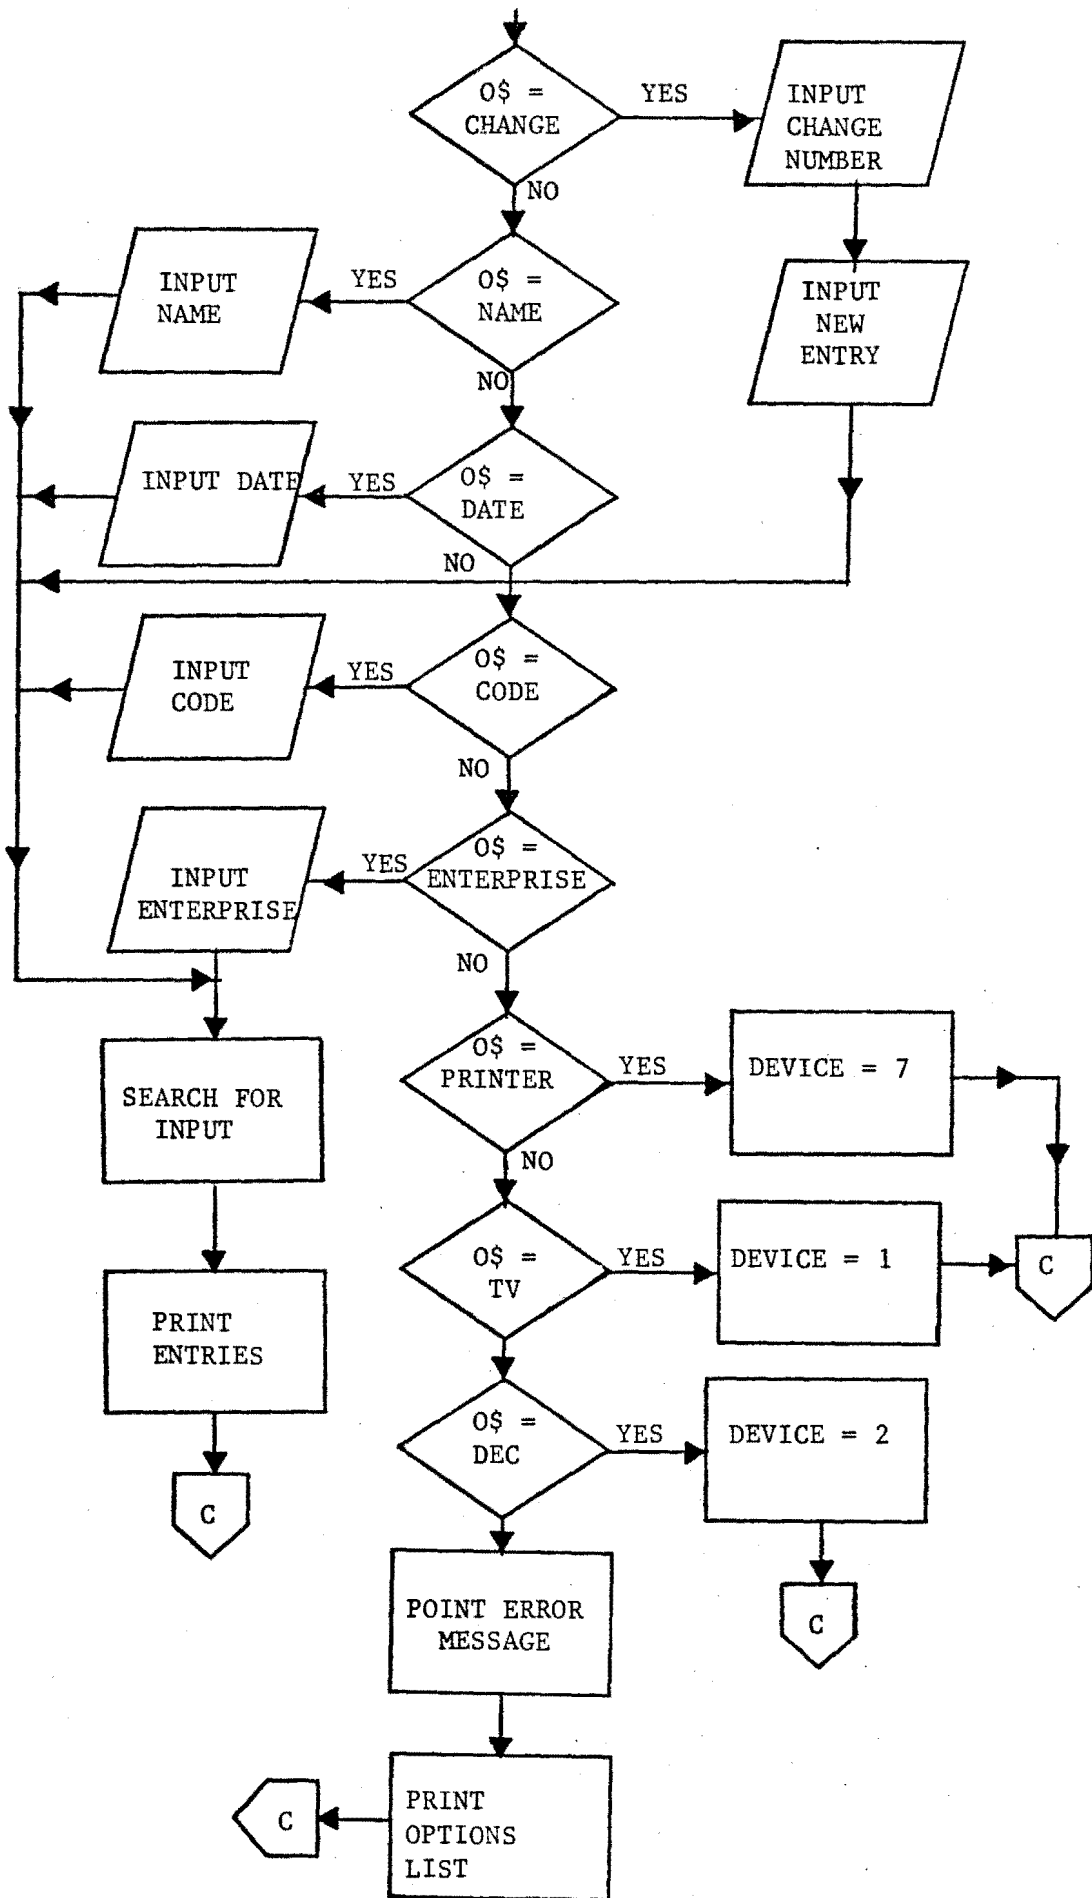 O$ =
CHANGE
YES
INPUT
CHANGE
NUMBER
NO
INPUT
NAME
YES
O$ =
NAME
INPUT
NEW
ENTRY
NO
INPUT DATE
YES
O$ =
DATE
NO
INPUT
CODE
YES
O$ =
CODE
NO
INPUT
ENTERPRISE
YES
O$ =
ENTERPRISE
NO
SEARCH FOR
INPUT
O$ =
PRINTER
YES
DEVICE = 7
NO
O$ =
TV
YES
DEVICE = 1
C
PRINT
ENTRIES
O$ =
DEC
YES
DEVICE = 2
C
POINT ERROR
MESSAGE
C
C
PRINT
OPTIONS
LIST